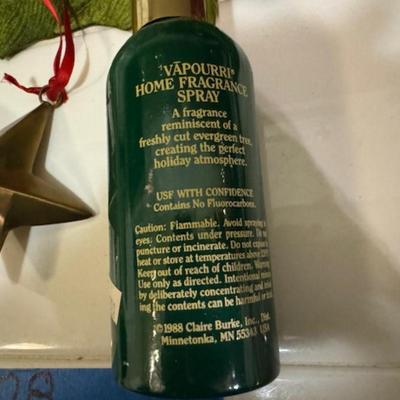 VĀPOURRI®
HOME FRAGRANCE
SPRAY
A fragrance
reminiscent of a
freshly cut evergreen tree,
creating the perfect
holiday atmosphere.
USE WITH CONFIDENCE
Contains No Fluorocarbons.
Caution: Flammable. Avoid spraying in
eyes. Contents under pressure. Do not
puncture or incinerate. Do not expose to
heat or store at temperatures above
Keep out of reach of children.
Use only as directed. Intentional misuse
by deliberately concentrating and inhal-
ing the contents can be harmful or
©1988 Claire Burke, Inc., Dist.
Minnetonka, MN 55343 USA